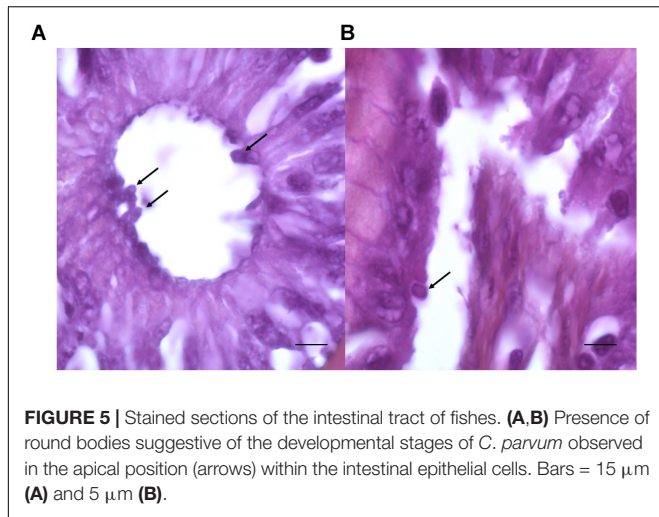 A
B
FIGURE 5 | Stained sections of the intestinal tract of fishes. (A,B) Presence of
round bodies suggestive of the developmental stages of C. parvum observed
in the apical position (arrows) within the intestinal epithelial cells. Bars = 15 μm
(A) and 5 μm (B).